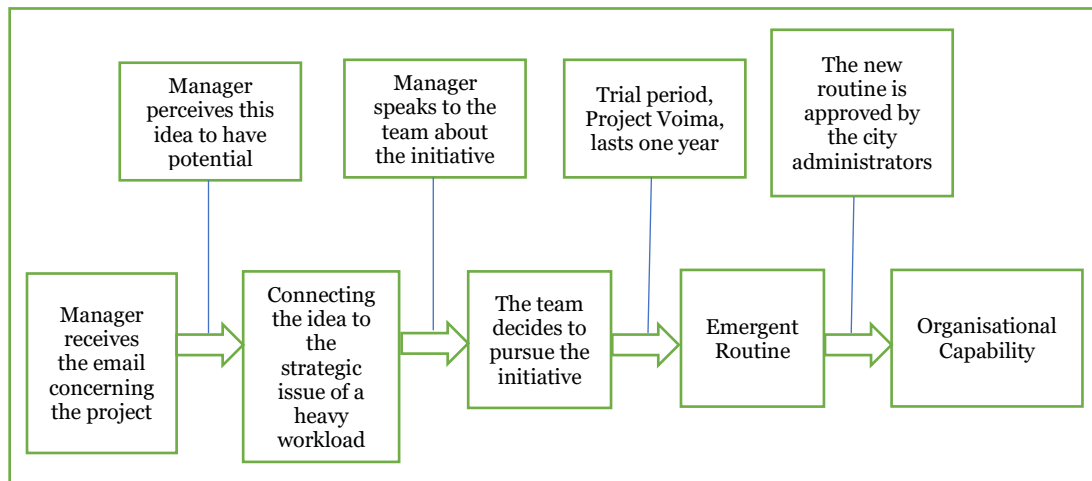 Manager
perceives this
idea to have
potential
Manager
speaks to the
team about
the initiative
Trial period,
Project Voima,
lasts one year
The new
routine is
approved by
the city
administrators
Manager
receives
the email
concerning
the project
Connecting
the idea to
the
strategic
issue of a
heavy
workload
The team
decides to
pursue the
initiative
Emergent
Routine
Organisational
Capability